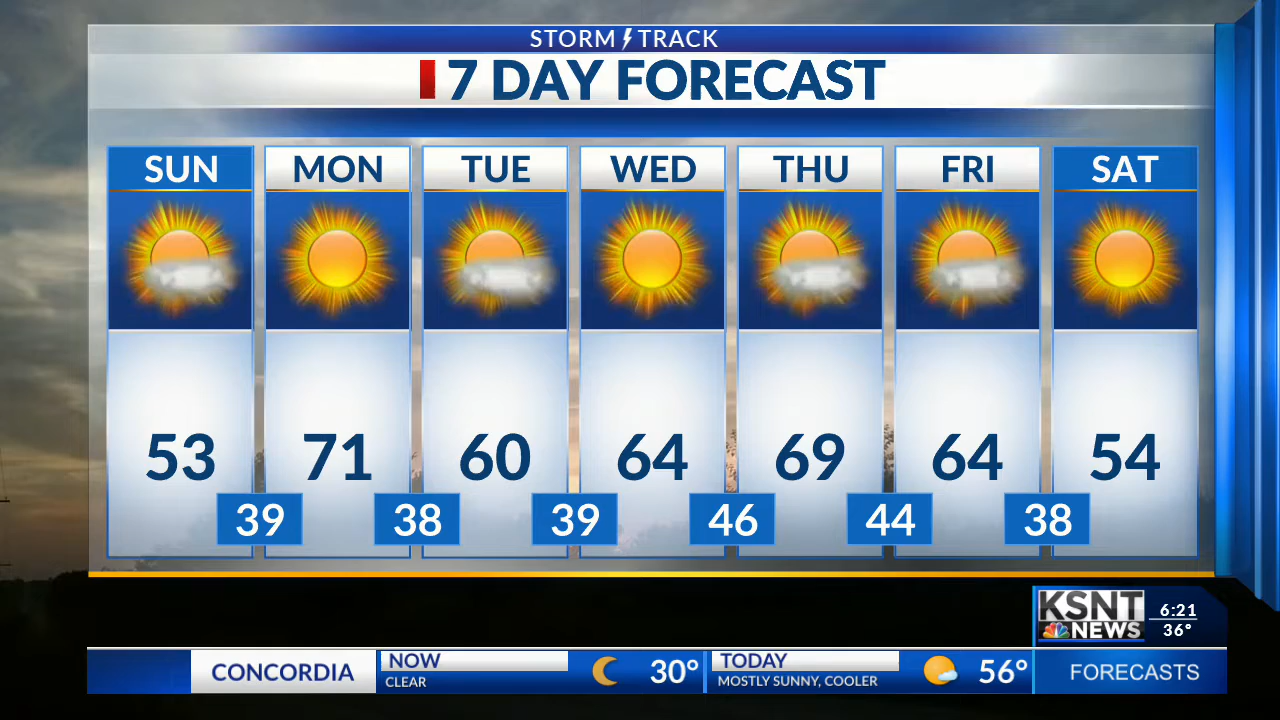 STORM TRACK
7 DAY FORECAST
SUN MON TUE WED THU FRI SAT
53 71 60 64 69 64 54
39 38 39 46 44 38
KSNT
NEWS
6:21
36°
CONCORDIA
NOW
CLEAR
30°
TODAY
MOSTLY SUNNY, COOLER
56°
FORECASTS